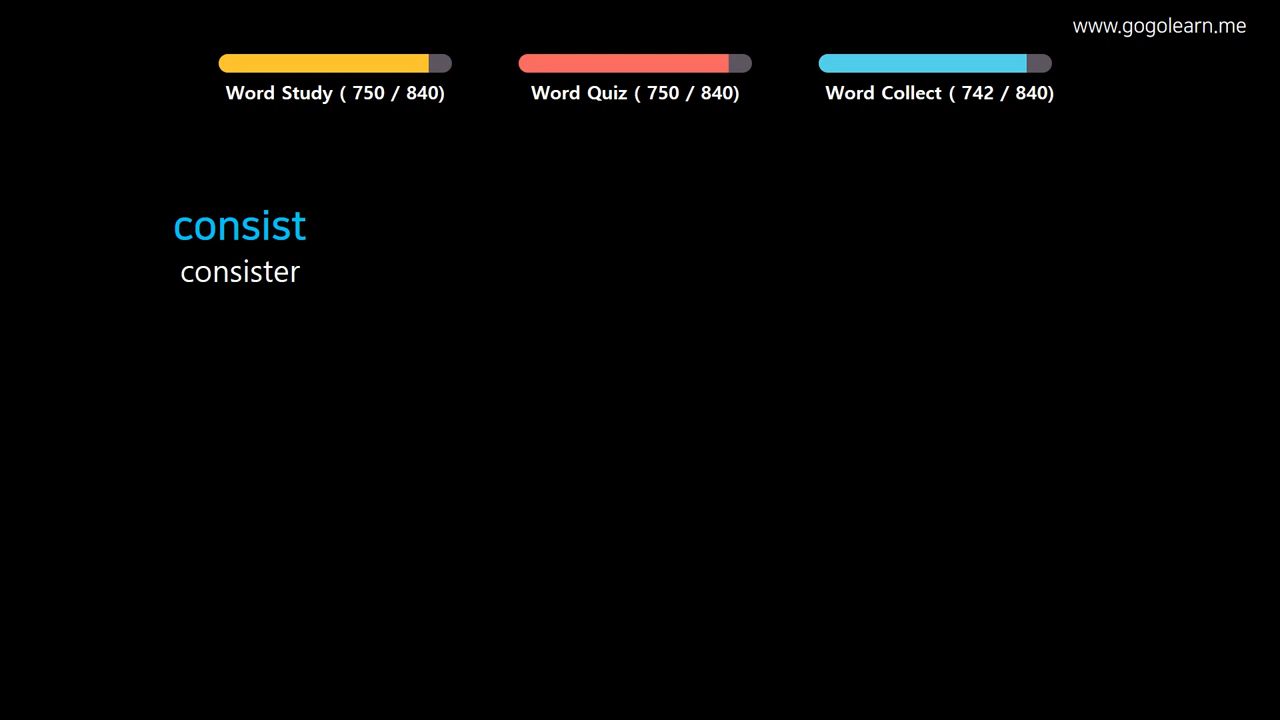 www.gogolearn.me
Word Study ( 750 / 840)
Word Quiz ( 750 / 840)
Word Collect ( 742 / 840)
consist
consister